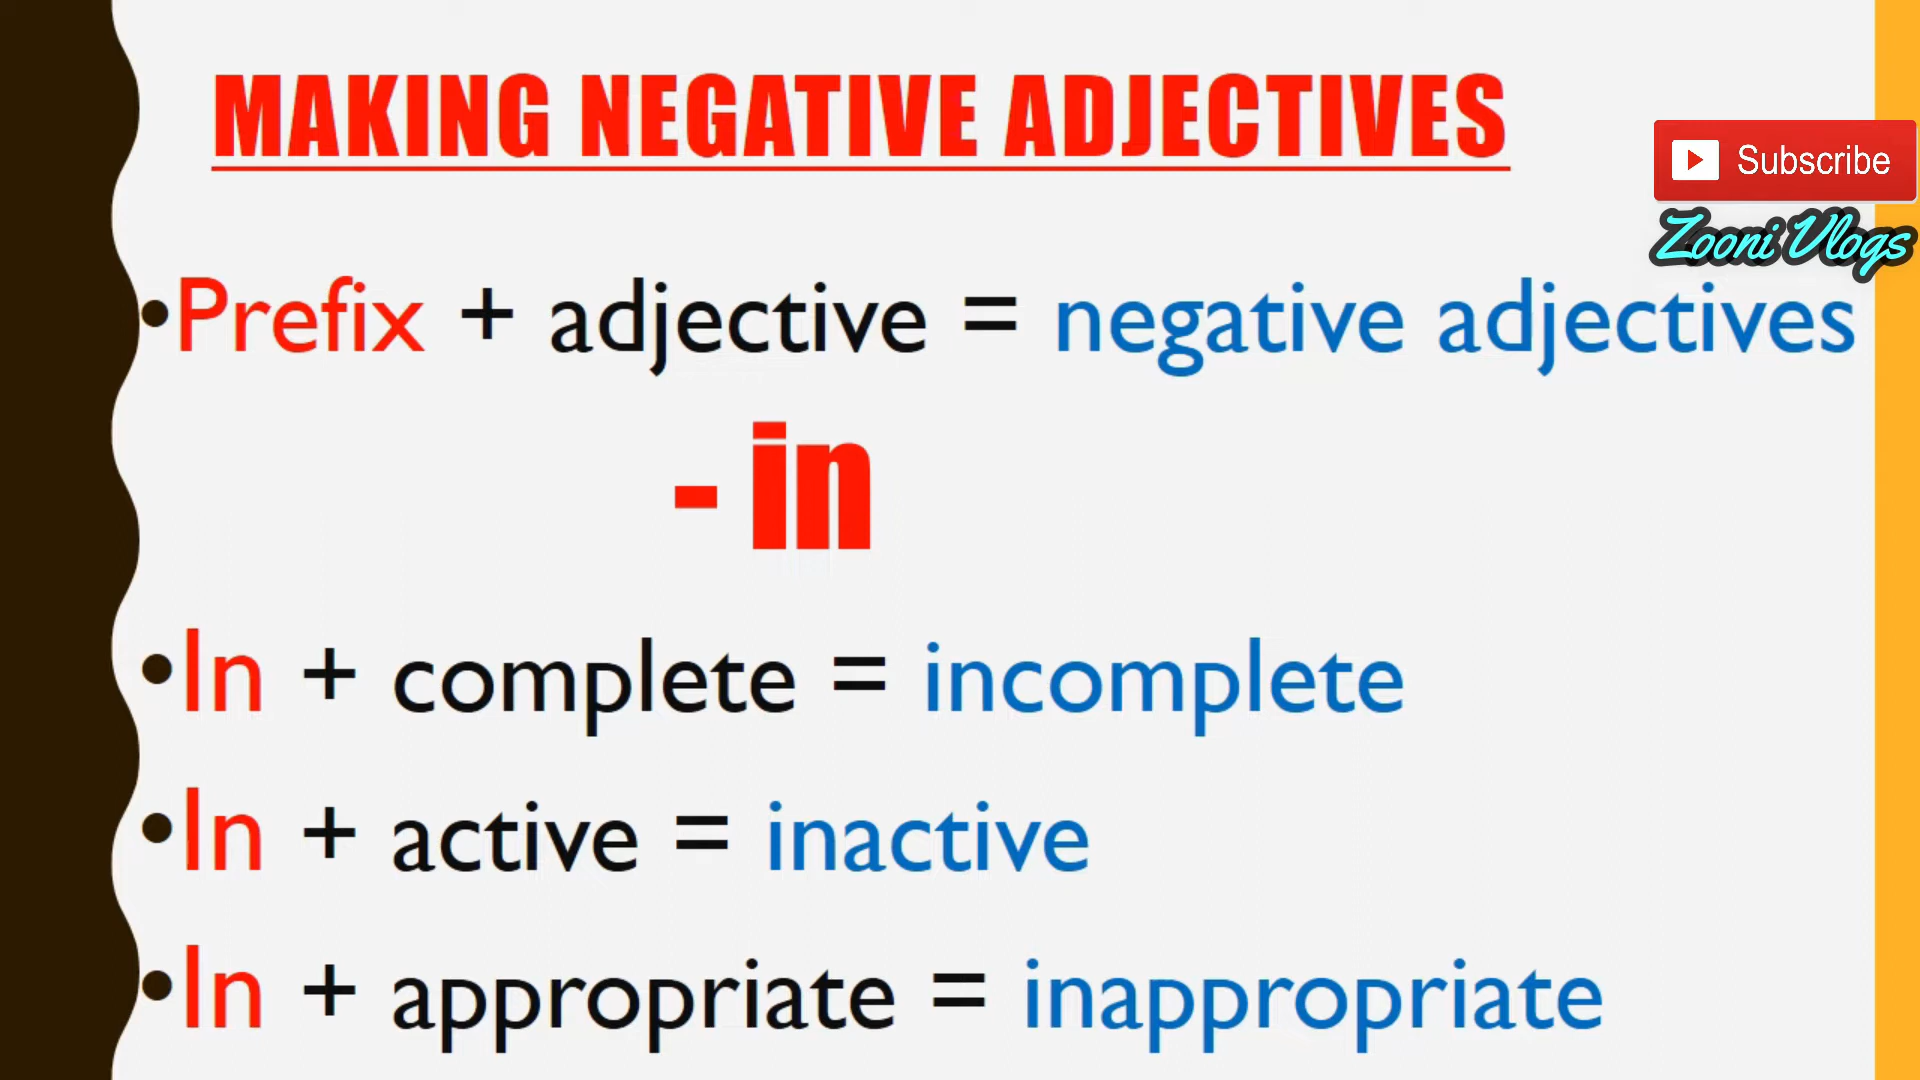 MAKING NEGATIVE ADJECTIVES
Subscribe
Zooni Vlogs
•Prefix + adjective = negative adjectives
- in
•In + complete = incomplete
•In + active = inactive
•In + appropriate = inappropriate